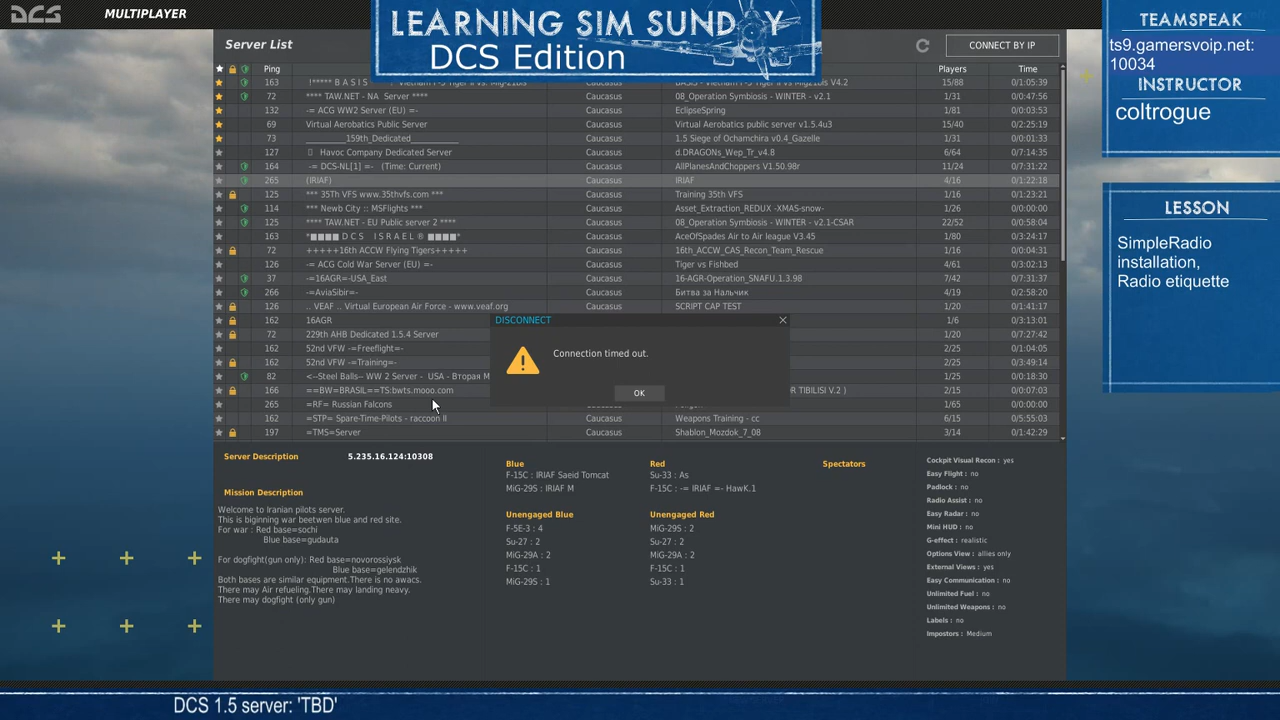 DCS
MULTIPLAYER
LEARNING SIM SUND Y
DCS Edition
TEAMSPEAK
ts9.gamersvoip.net:
10034
INSTRUCTOR
coltrogue
LESSON
SimpleRadio
installation,
Radio etiquette
Server List
CONNECT BY IP
Ping Players Time
163 Caucasus 15/88 0/1:05:39
72 **** TAW.NET - NA Server **** Caucasus 08_Operation Symbiosis - WINTER - v2.1 1/31 0/0:47:56
132 -= ACG WW2 Server (EU) =- Caucasus EclipseSpring 1/81 0/0:03:53
69 Virtual Aerobatics Public Server Caucasus Virtual Aerobatics public server v1.5.4u3 15/40 0/2:25:19
73 _________159th_Dedicated_________ Caucasus 1.5 Siege of Ochamchira v0.4_Gazelle 1/31 0/0:01:33
127 Havoc Company Dedicated Server Caucasus d.DRAGONs_Wep_Tr_v4.8 6/64 0/7:14:35
164 -= DCS-NL[1] =- (Time: Current) Caucasus AllPlanesAndChoppers V1.50.98r 11/24 0/7:31:22
265 (IRIAF) Caucasus IRIAF 4/16 0/1:22:18
125 *** 35Th VFS www.35thvfs.com *** Caucasus Training 35th VFS 1/16 0/1:23:21
114 *** Newb City :: MSFlights *** Caucasus Asset_Extraction_REDUX -XMAS-snow- 1/26 0/0:00:00
125 **** TAW.NET - EU Public server 2 **** Caucasus 08_Operation Symbiosis - WINTER - v2.1-CSAR 22/52 0/0:58:04
163 *■■■■ D C S I S R A E L ® ■■■■* Caucasus AceOfSpades Air to Air league V3.45 1/80 0/3:24:17
72 +++++16th ACCW Flying Tigers+++++ Caucasus 16th_ACCW_CAS_Recon_Team_Rescue 1/16 0/0:04:31
126 -= ACG Cold War Server (EU) =- Caucasus Tiger vs Fishbed 4/61 0/3:02:13
37 -=16AGR=-USA_East Caucasus 16-AGR-Operation_SNAFU.1.3.98 7/42 0/7:31:37
266 -=AviaSibir=- Caucasus Битва за Нальчик 4/19 0/2:58:20
126 .. VEAF .. Virtual European Air Force - www.veaf.org Caucasus SCRIPT CAP TEST 1/20 0/1:41:17
162 16AGR 1/6 0/3:13:01
72 229th AHB Dedicated 1.5.4 Server 1/20 0/7:27:42
162 52nd VFW -=Freeflight=- 2/25 0/1:04:05
162 52nd VFW -=Training=- 2/25 0/3:49:14
82 <--Steel Balls-- WW 2 Server - USA - Вторая М 1/25 0/0:18:30
166 ==BW=BRASIL==TS:bwts.mooo.com OR TIBILISI V.2 ) 2/15 0/0:00:00
265 =RF= Russian Falcons Caucasus 1/65 0/0:00:00
162 =STP= Spare-Time-Pilots - raccoon II Caucasus Weapons Training - cc 6/15 0/5:55:03
197 =TMS=Server Caucasus Shablon_Mozdok_7_08 3/14 0/1:42:29
DISCONNECT
Connection timed out.
OK
Server Description 5.235.16.124:10308
Mission Description
Welcome to Iranian pilots server.
This is biginning war beetwen blue and red site.
For war : Red base=sochi
Blue base=gudauta
For dogfight(gun only): Red base=novorossiysk
Blue base=gelendzhik
Both bases are similar equipment.There is no awacs.
There may Air refueling.There may landing neavy.
There may dogfight (only gun)
Blue
F-15C : IRIAF Saeid Tomcat
MiG-29S : IRIAF M
Unengaged Blue
F-5E-3 : 4
Su-27 : 2
MiG-29A : 2
F-15C : 1
MiG-29S : 1
Red
Su-33 : As
F-15C : -= IRIAF =- HawK.1
Unengaged Red
MiG-29S : 2
Su-27 : 2
MiG-29A : 2
F-15C : 1
Su-33 : 1
Spectators
Cockpit Visual Recon : yes
Easy Flight : no
Padlock : no
Radio Assist : no
Easy Radar : no
Mini HUD : no
G-effect : realistic
Options View : allies only
External Views : yes
Easy Communication : no
Unlimited Fuel : no
Unlimited Weapons : no
Labels : no
Impostors : Medium
DCS 1.5 server: 'TBD'